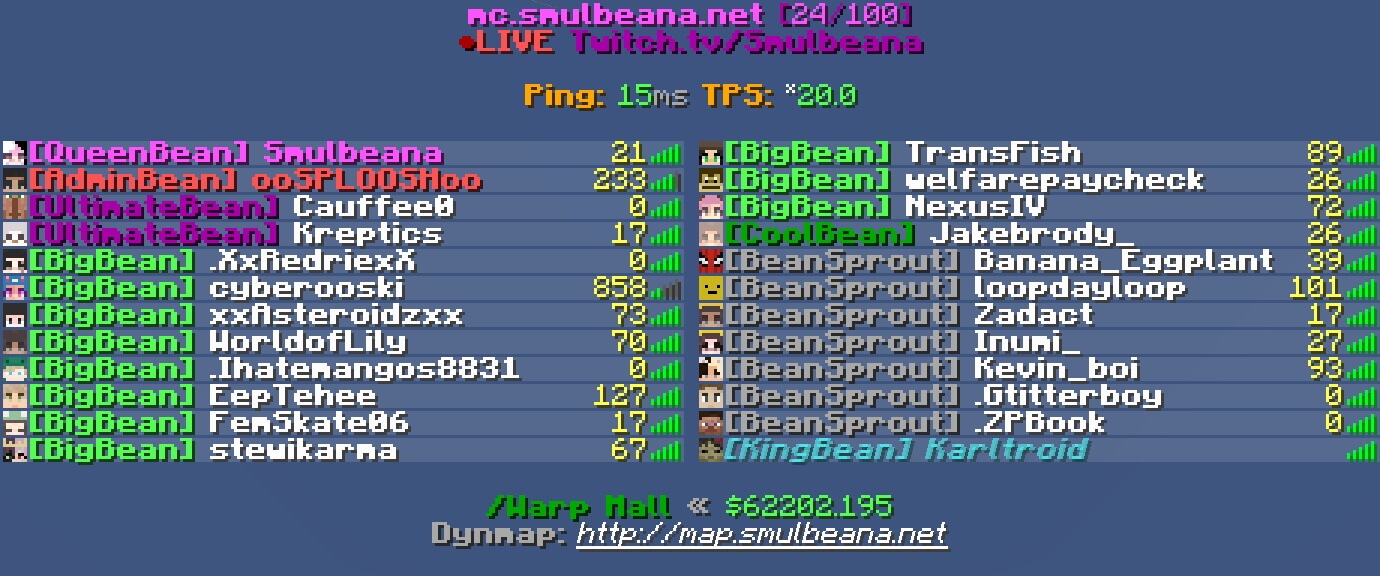 mc.smulbeana.net [24/100]
●LIVE Twitch.tv/Smulbeana
Ping: 15ms TPS: *20.0
[QueenBean] Smulbeana 21
[AdminBean] ooSPLOOSHoo 233
[UltimateBean] Cauffee0 0
[UltimateBean] Kreptics 17
[BigBean] .XxRedriexX 0
[BigBean] cyberooski 858
[BigBean] xxAsteroidzxx 73
[BigBean] WorldofLily 70
[BigBean] .Ihatemangos8831 0
[BigBean] EepTehee 127
[BigBean] FemSkate06 17
[BigBean] stewikarma 67
[BigBean] TransFish 89
[BigBean] welfarepaycheck 26
[BigBean] NexusIV 72
[CoolBean] Jakebrody_ 26
[BeanSprout] Banana_Eggplant 39
[BeanSprout] loopdayloop 101
[BeanSprout] Zadact 17
[BeanSprout] Inumi_ 27
[BeanSprout] Kevin_boi 93
[BeanSprout] .Gtitterboy 0
[BeanSprout] .ZPBook 0
[KingBean] Karltroid
/Warp Mall « $62202.195
Dynmap: http://map.smulbeana.net